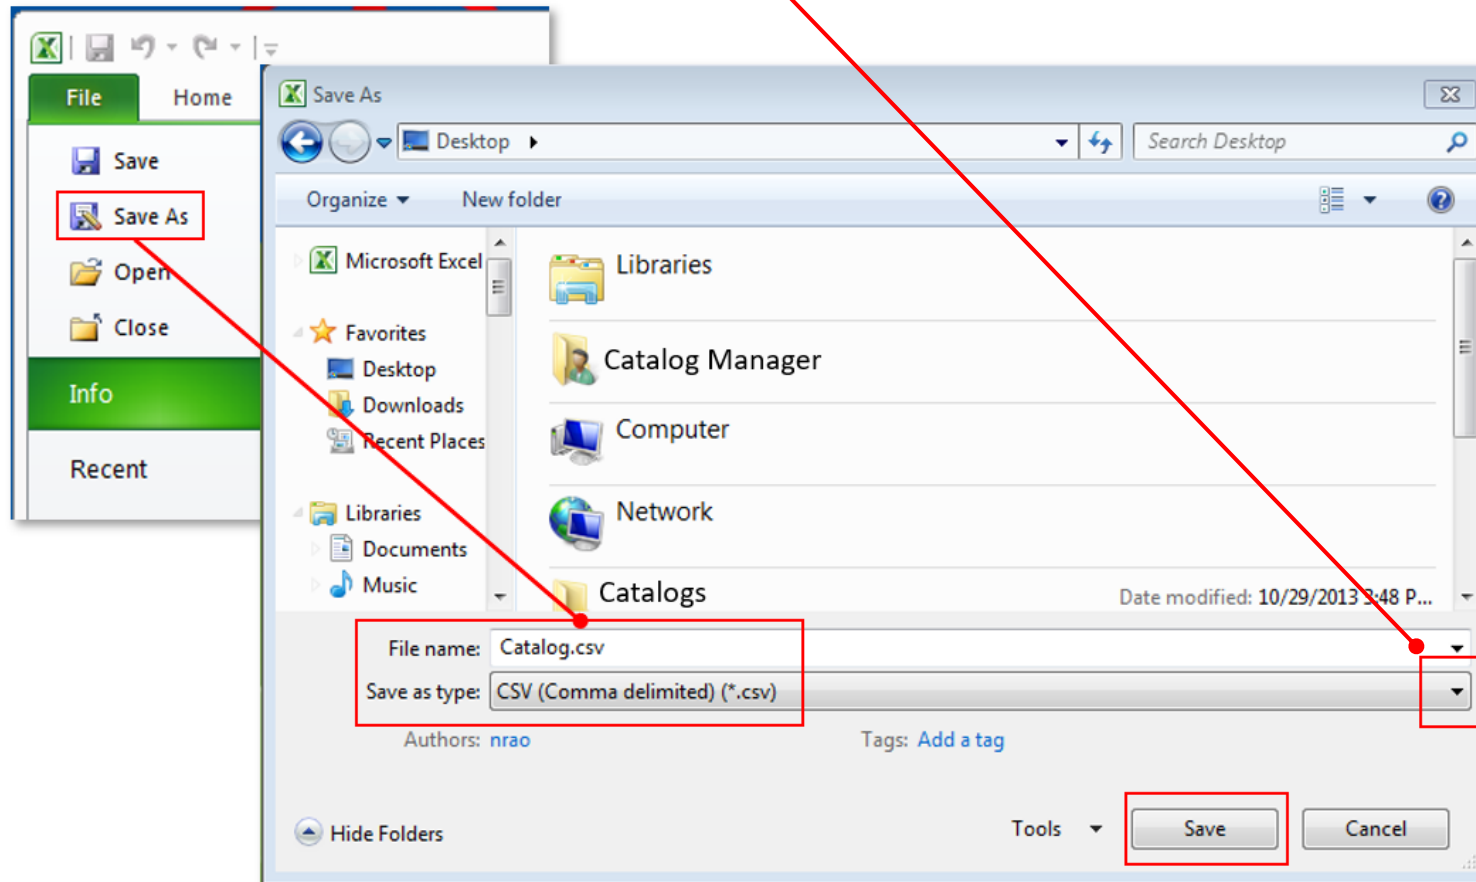 File Home
Save
Save As
Open
Close
Info
Recent
Save As
Desktop
Search Desktop
Organize New folder
Microsoft Excel
Favorites
Desktop
Downloads
Recent Places
Libraries
Documents
Music
Libraries
Catalog Manager
Computer
Network
Catalogs
Date modified: 10/29/2013 3:48 P...
File name: Catalog.csv
Save as type: CSV (Comma delimited) (*.csv)
Authors: nrao Tags: Add a tag
Hide Folders
Tools Save Cancel